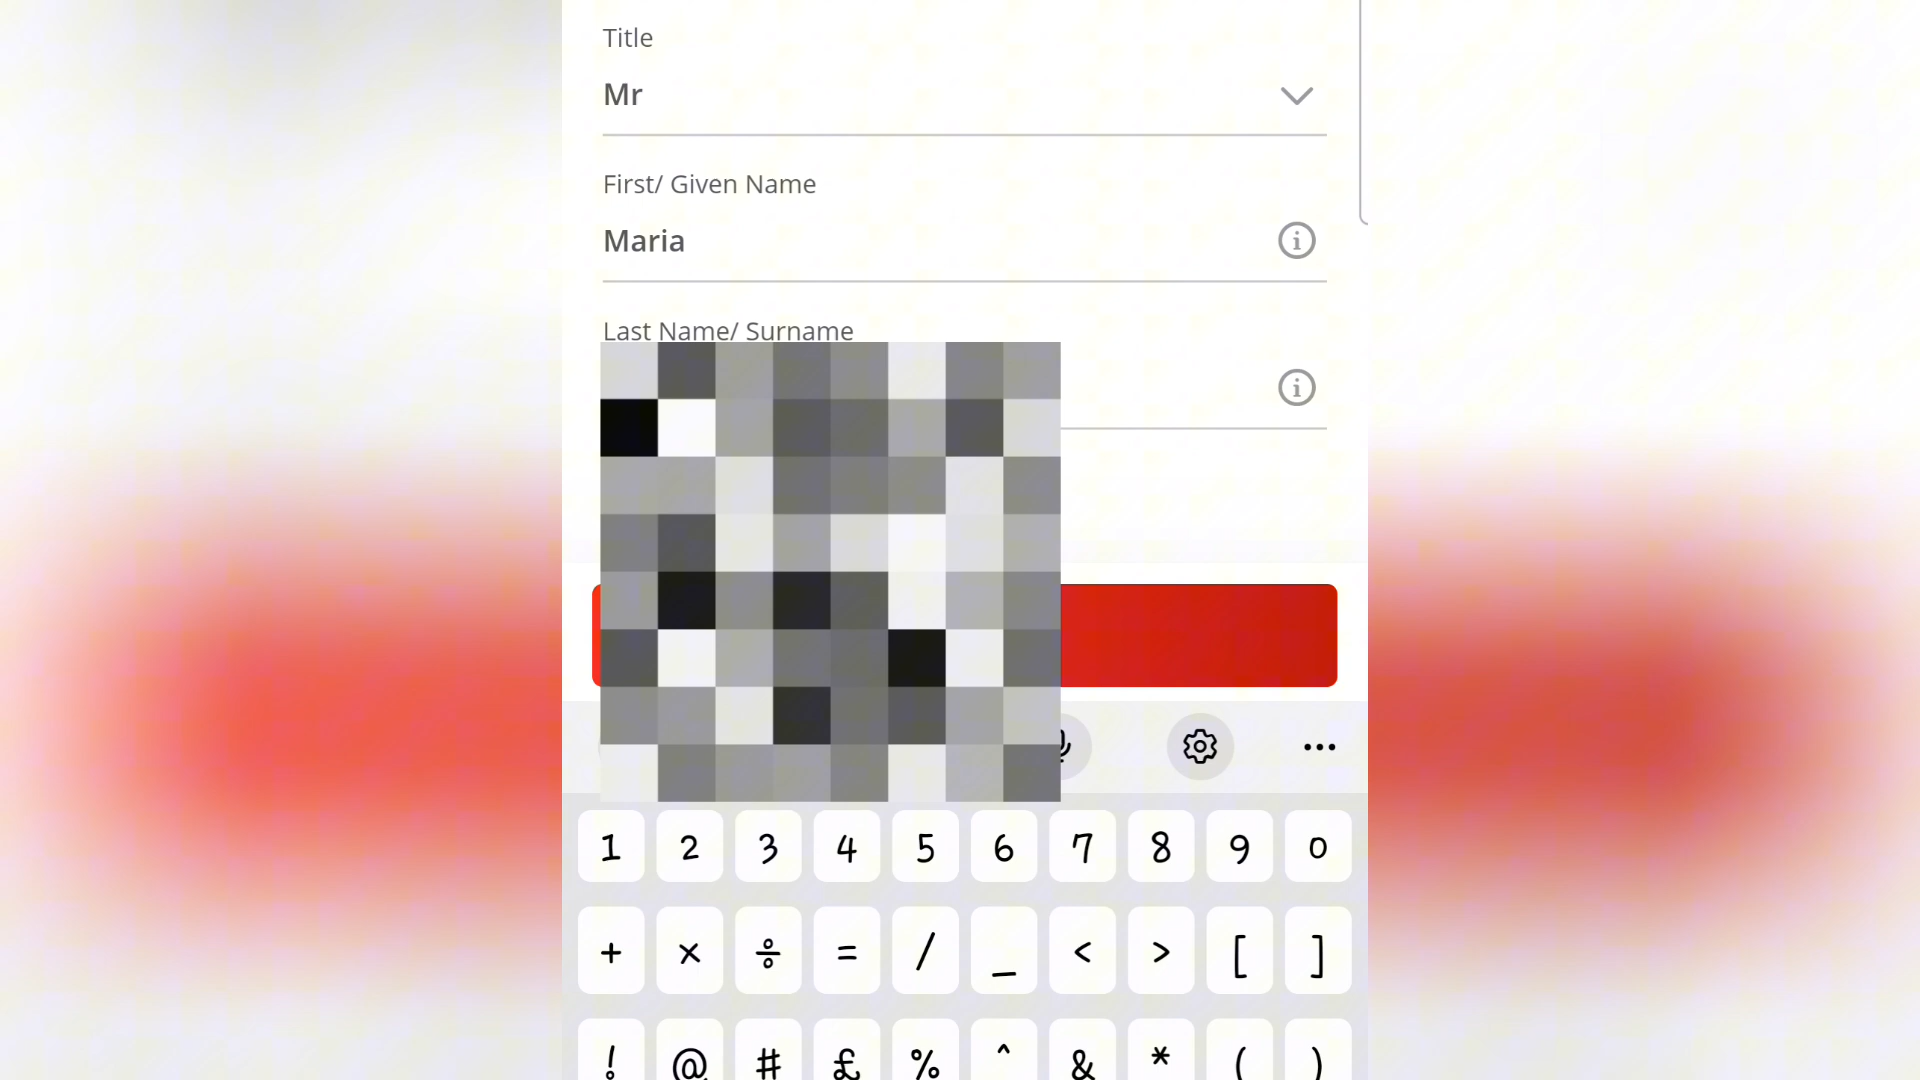 Title
Mr
First/ Given Name
Maria
Last Name/ Surname
1 2 3 4 5 6 7 8 9 0
+ × ÷ = / _ < > [ ]
! @ # £ % ^ & * ( )